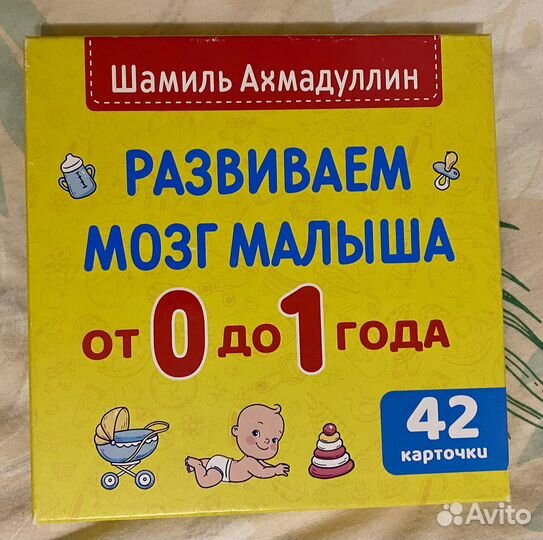 Шамиль Ахмадуллин
РАЗВИВАЕМ
МОЗГ МАЛЫША
ОТ 0 ДО 1 ГОДА
42
карточки
Avito